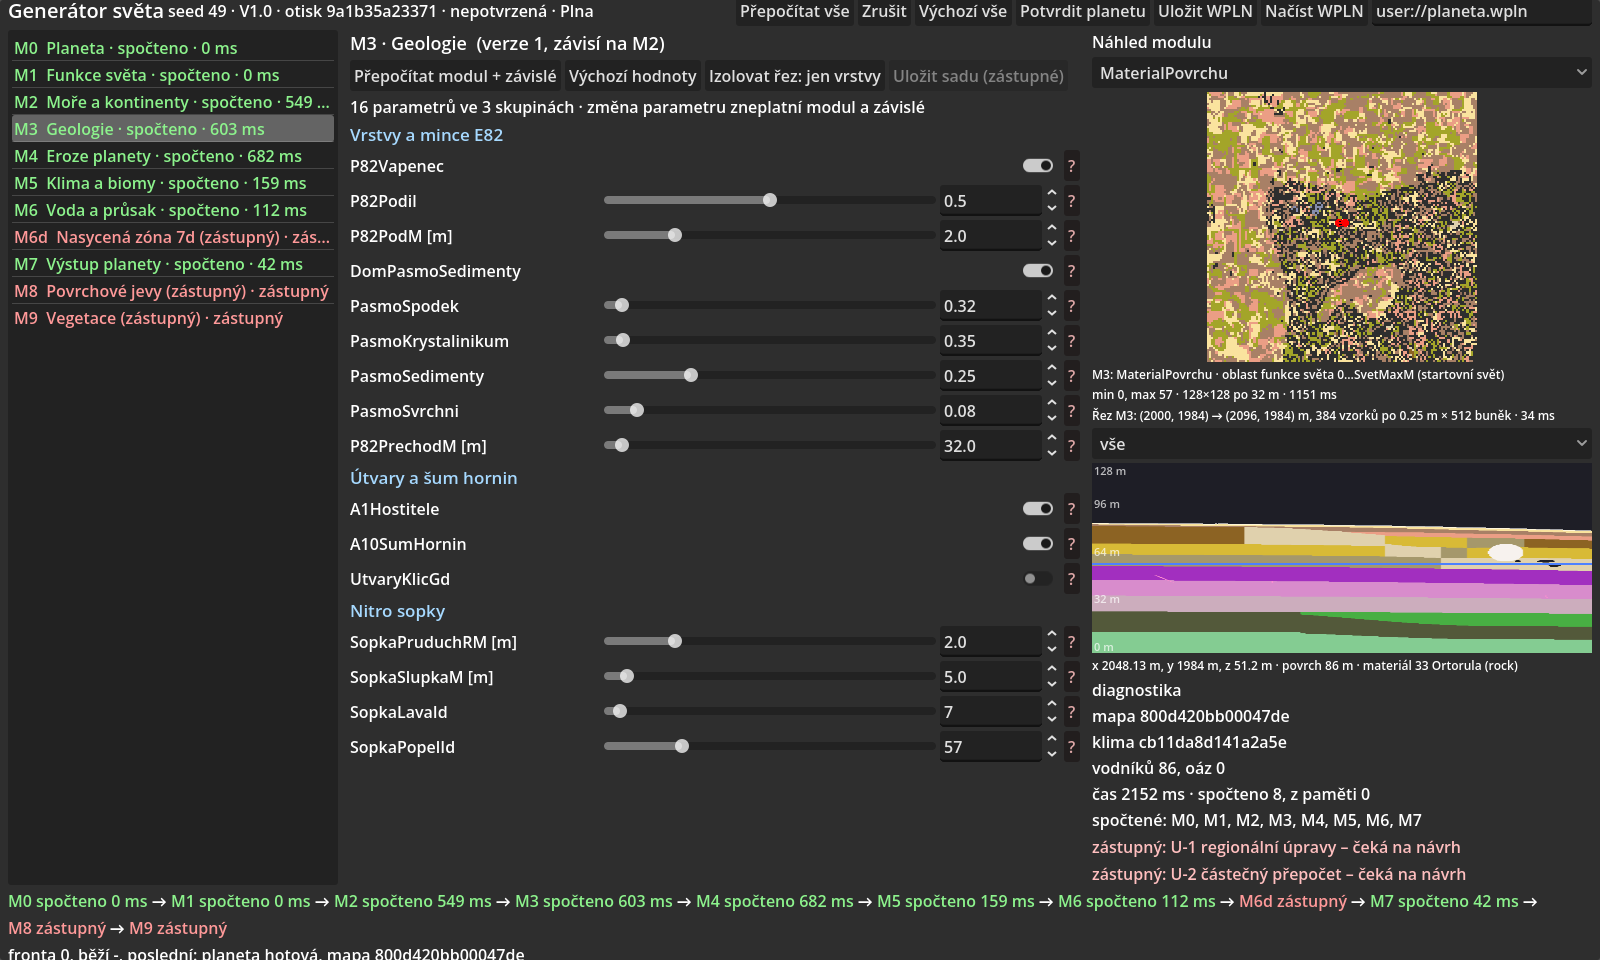 Generátor světa seed 49 · V1.0 · otisk 9a1b35a23371 · nepotvrzená · Plna
Přepočítat vše Zrušit Výchozí vše Potvrdit planetu Uložit WPLN Načíst WPLN user://planeta.wpln
M0 Planeta · spočteno · 0 ms
M1 Funkce světa · spočteno · 0 ms
M2 Moře a kontinenty · spočteno · 549 ...
M3 Geologie · spočteno · 603 ms
M4 Eroze planety · spočteno · 682 ms
M5 Klima a biomy · spočteno · 159 ms
M6 Voda a průsak · spočteno · 112 ms
M6d Nasycená zóna 7d (zástupný) · zás...
M7 Výstup planety · spočteno · 42 ms
M8 Povrchové jevy (zástupný) · zástupný
M9 Vegetace (zástupný) · zástupný
M3 · Geologie (verze 1, závisí na M2)
Přepočítat modul + závislé Výchozí hodnoty Izolovat řez: jen vrstvy Uložit sadu (zástupné)
16 parametrů ve 3 skupinách · změna parametru zneplatní modul a závislé
Vrstvy a mince E82
P82Vapenec ?
P82Podil 0.5 ?
P82PodM [m] 2.0 ?
DomPasmoSedimenty ?
PasmoSpodek 0.32 ?
PasmoKrystalinikum 0.35 ?
PasmoSedimenty 0.25 ?
PasmoSvrchni 0.08 ?
P82PrechodM [m] 32.0 ?
Útvary a šum hornin
A1Hostitele ?
A10SumHornin ?
UtvaryKlicGd ?
Nitro sopky
SopkaPruduchRM [m] 2.0 ?
SopkaSlupkaM [m] 5.0 ?
SopkaLavaId 7 ?
SopkaPopelId 57 ?
Náhled modulu
MaterialPovrchu
M3: MaterialPovrchu · oblast funkce světa 0...SvetMaxM (startovní svět)
min 0, max 57 · 128×128 po 32 m · 1151 ms
Řez M3: (2000, 1984) → (2096, 1984) m, 384 vzorků po 0.25 m × 512 buněk · 34 ms
vše
128 m
96 m
64 m
32 m
0 m
x 2048.13 m, y 1984 m, z 51.2 m · povrch 86 m · materiál 33 Ortorula (rock)
diagnostika
mapa 800d420bb00047de
klima cb11da8d141a2a5e
vodníků 86, oáz 0
čas 2152 ms · spočteno 8, z paměti 0
spočtené: M0, M1, M2, M3, M4, M5, M6, M7
zástupný: U-1 regionální úpravy – čeká na návrh
zástupný: U-2 částečný přepočet – čeká na návrh
M0 spočteno 0 ms → M1 spočteno 0 ms → M2 spočteno 549 ms → M3 spočteno 603 ms → M4 spočteno 682 ms → M5 spočteno 159 ms → M6 spočteno 112 ms → M6d zástupný → M7 spočteno 42 ms →
M8 zástupný → M9 zástupný
fronta 0, běží -, poslední: planeta hotová, mapa 800d420bb00047de